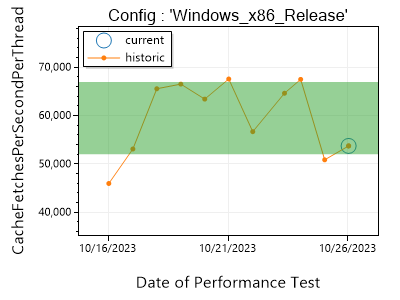 Config : 'Windows_x86_Release'
CacheFetchesPerSecondPerThread
current
historic
70,000
60,000
50,000
40,000
10/16/2023
10/21/2023
10/26/2023
Date of Performance Test